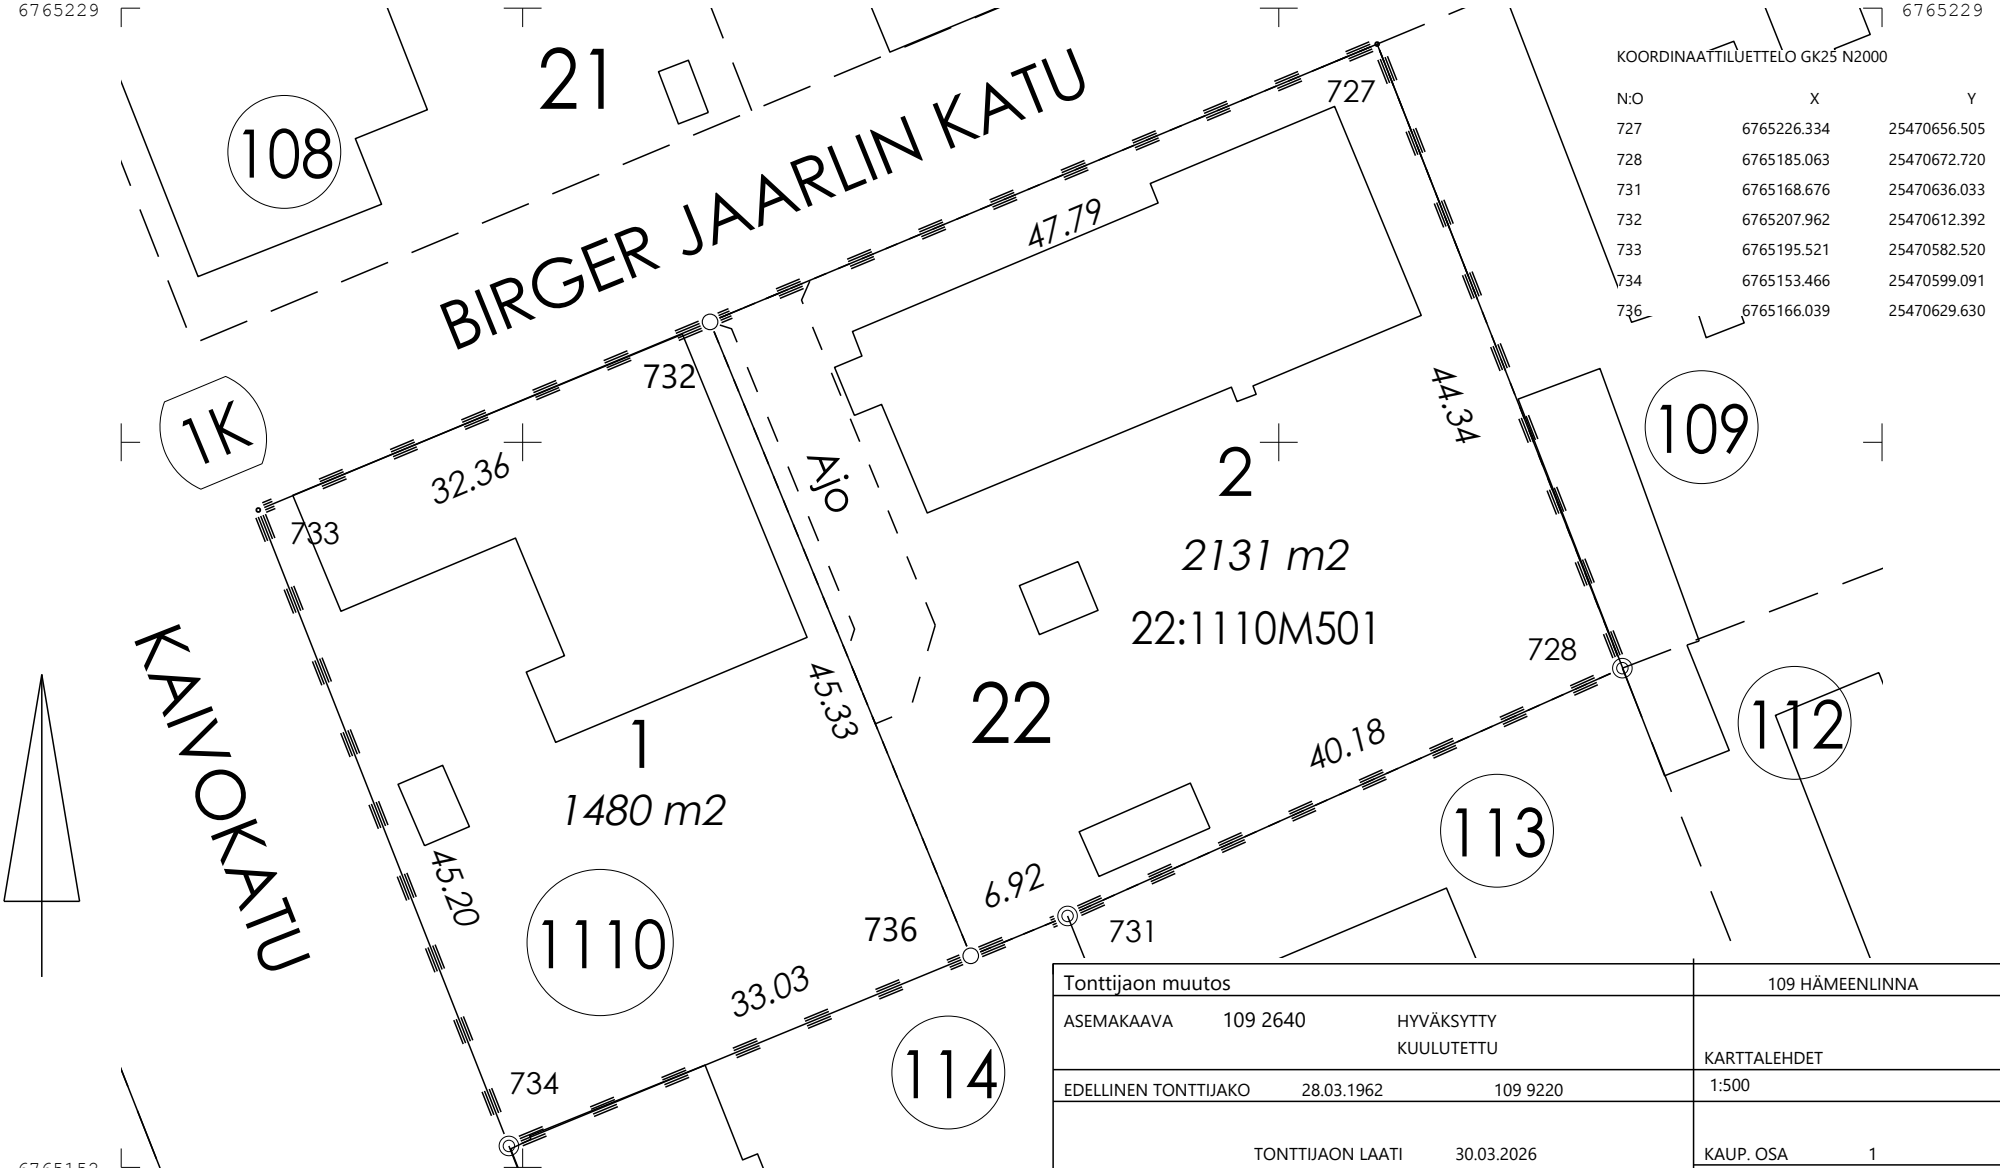 6765229
6765229
21
727
KOORDINAATTILUETTELO GK25 N2000
N:O X Y
727 6765226.334 25470656.505
728 6765185.063 25470672.720
731 6765168.676 25470636.033
732 6765207.962 25470612.392
733 6765195.521 25470582.520
734 6765153.466 25470599.091
736 6765166.039 25470629.630
108
BIRGER JAARLIN KATU
47.79
732
1K
32.36
733
Ajo
44.34
109
2
2131 m2
22:1110M501
728
KAIVOKATU
45.33
22
112
1
1480 m2
40.18
113
45.20
6.92
1110
736
731
33.03
114
734
Tonttijaon muutos
109 HÄMEENLINNA
ASEMAKAAVA 109 2640 HYVÄKSYTTY
KUULUTETTU
KARTTALEHDET
EDELLINEN TONTTIJAKO 28.03.1962 109 9220
1:500
TONTTIJAON LAATI 30.03.2026
KAUP. OSA 1